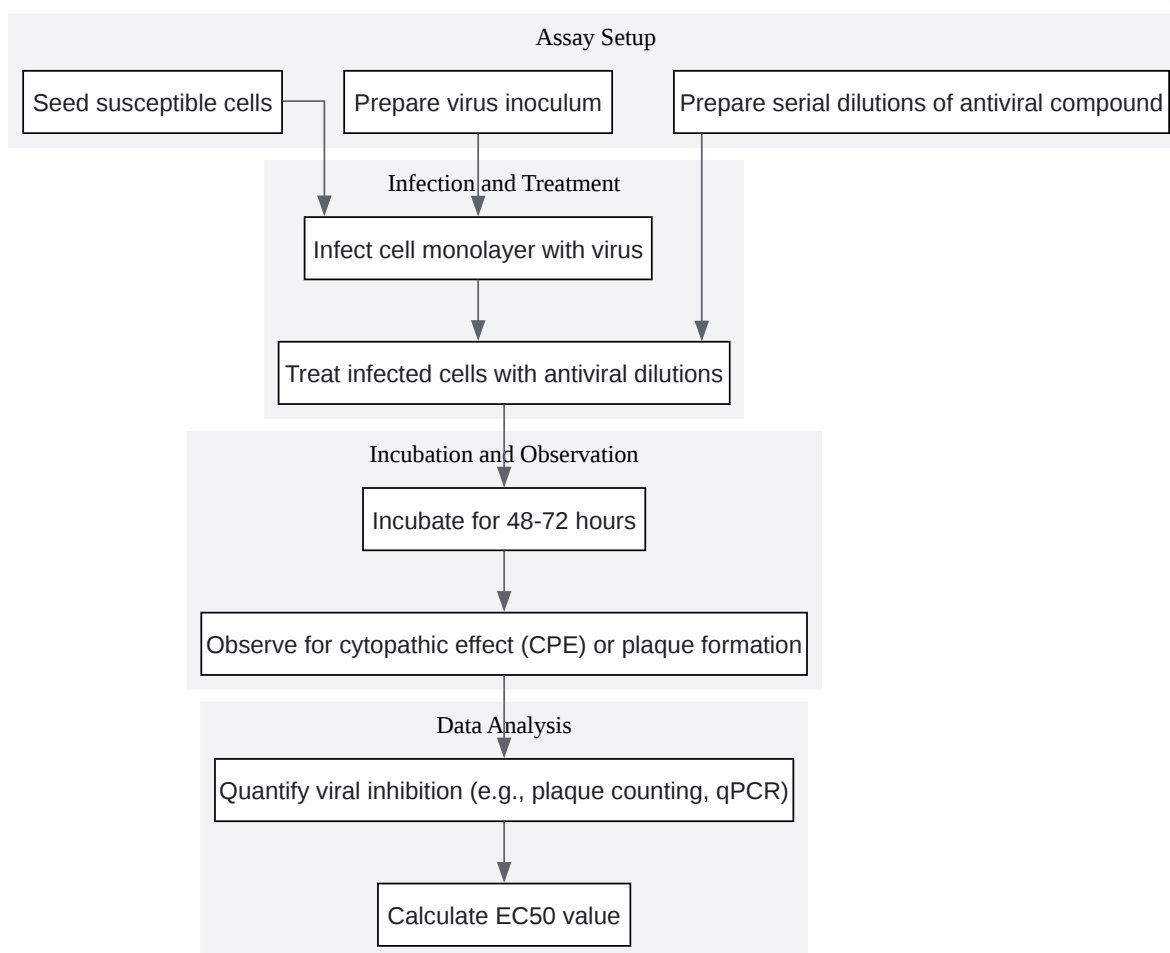 Assay Setup
Seed susceptible cells
Prepare virus inoculum
Prepare serial dilutions of antiviral compound
Infection and Treatment
Infect cell monolayer with virus
Treat infected cells with antiviral dilutions
Incubation and Observation
Incubate for 48-72 hours
Observe for cytopathic effect (CPE) or plaque formation
Data Analysis
Quantify viral inhibition (e.g., plaque counting, qPCR)
Calculate EC50 value